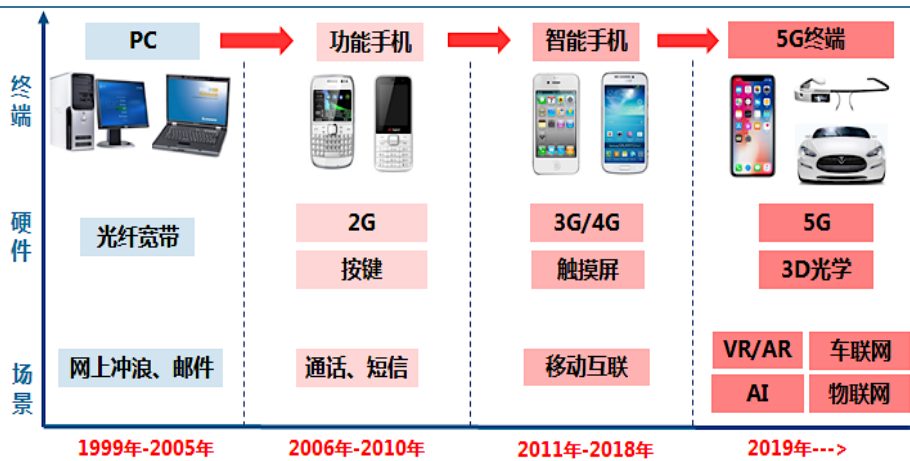 PC
功能手机
智能手机
5G终端
终端
硬件
光纤宽带
2G
3G/4G
5G
按键
触摸屏
3D光学
场景
网上冲浪、邮件
通话、短信
移动互联
VR/AR
车联网
AI
物联网
1999年-2005年
2006年-2010年
2011年-2018年
2019年--->